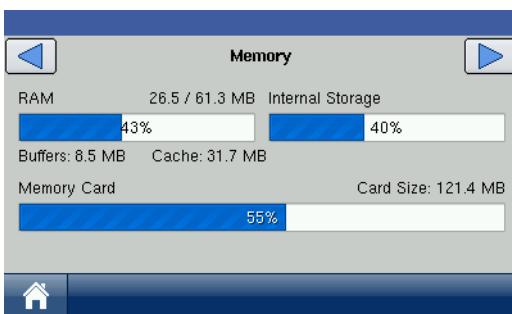 Memory
RAM 26.5 / 61.3 MB Internal Storage
43% 40%
Buffers: 8.5 MB Cache: 31.7 MB
Memory Card Card Size: 121.4 MB
55%